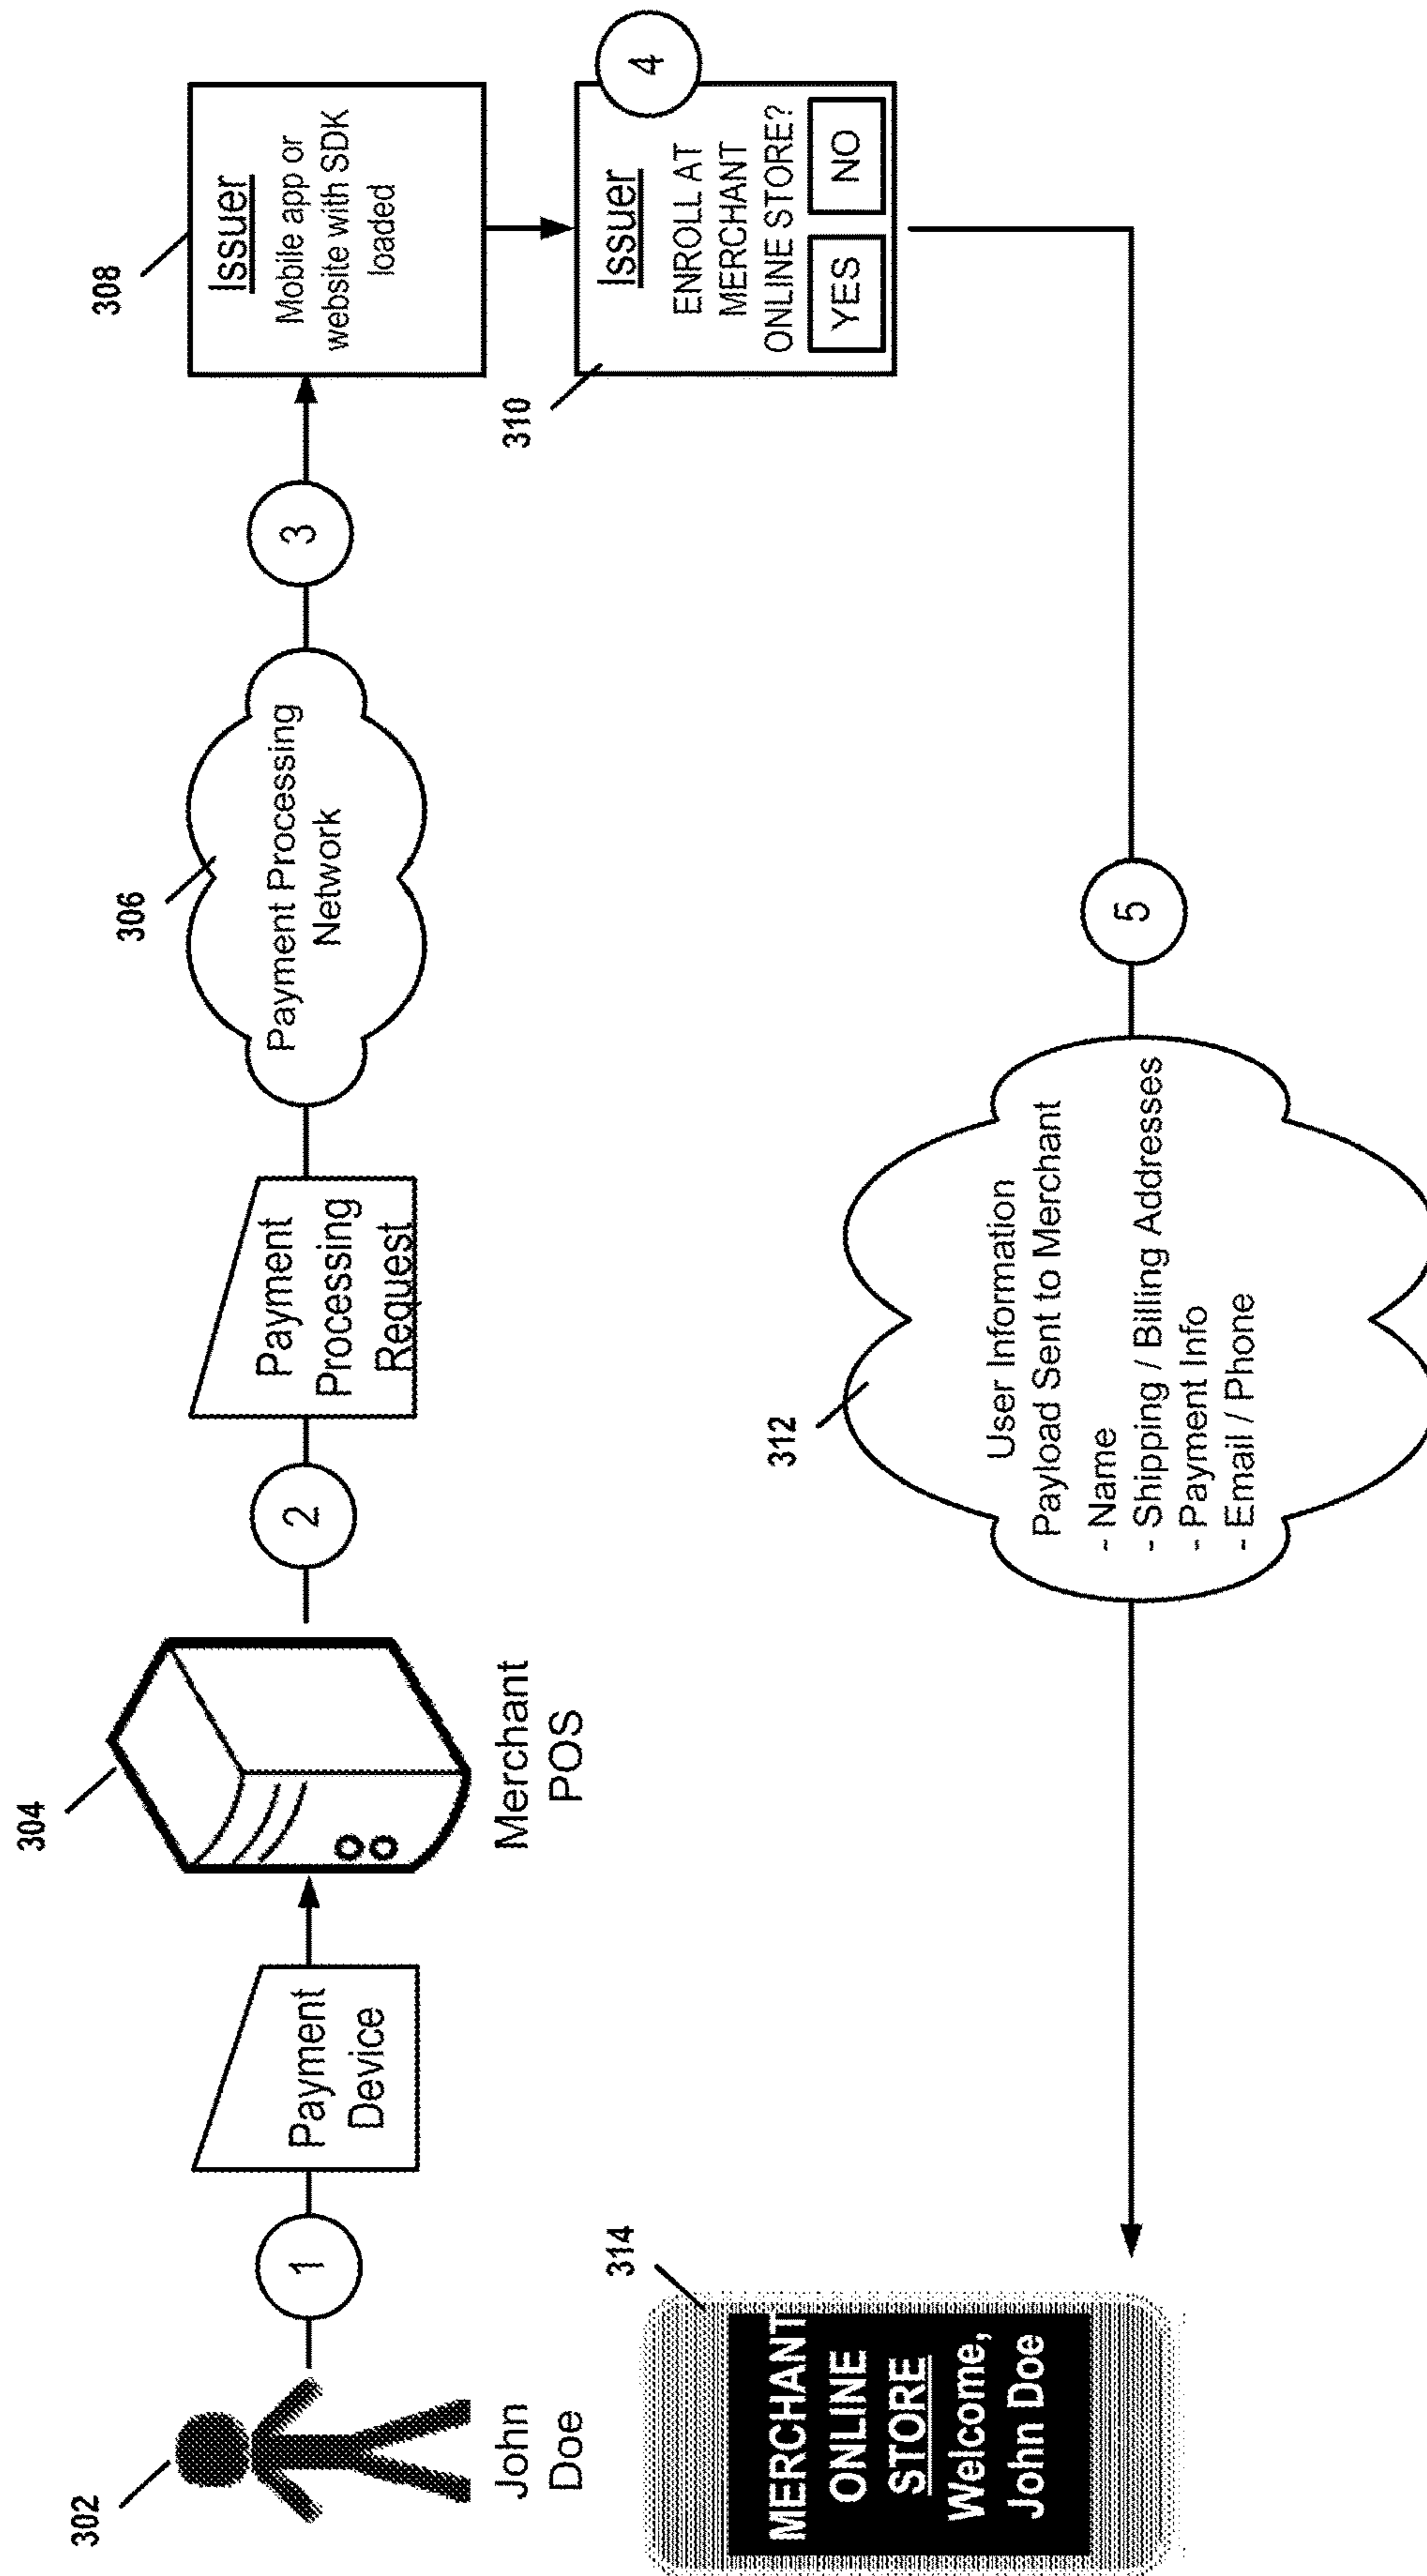 302
John
Doe
1
Payment
Device
304
Merchant
POS
2
Payment
Processing
Request
306
Payment Processing
Network
3
308
Issuer
Mobile app or
website with SDK
loaded
310
4
Issuer
ENROLL AT
MERCHANT
ONLINE STORE?
YES
NO
5
312
User Information
Payload Sent to Merchant
- Name
- Shipping / Billing Addresses
- Payment Info
- Email / Phone
314
MERCHANT
ONLINE
STORE
Welcome,
John Doe